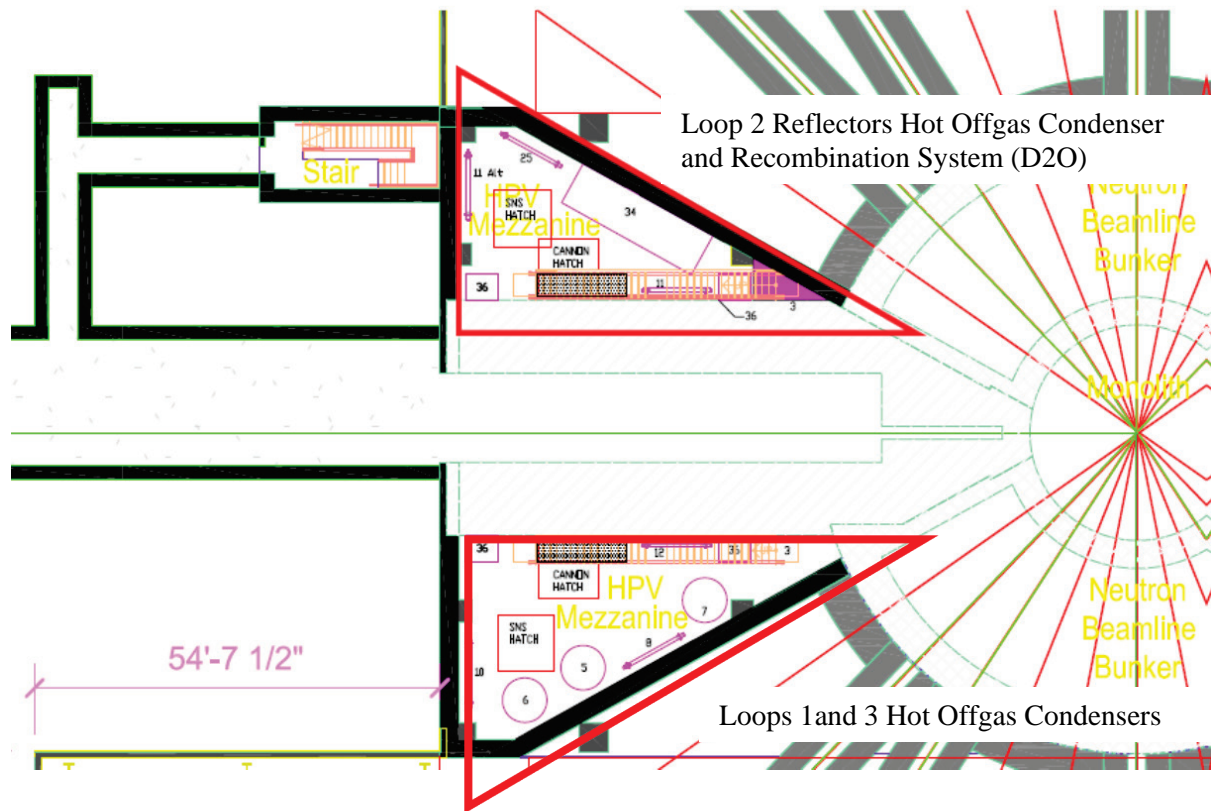 Loop 2 Reflectors Hot Offgas Condenser
and Recombination System (D2O)
Stair
25
11 Alt
HPV
Mezzanine
SNS
HATCH
34
CANNON
HATCH
36
11
36
3
Neutron
Beamline
Bunker
Monolith
36
12
36
3
CANNON
HATCH
HPV
Mezzanine
SNS
HATCH
7
8
5
10
6
54'-7 1/2"
Neutron
Beamline
Bunker
Loops 1and 3 Hot Offgas Condensers